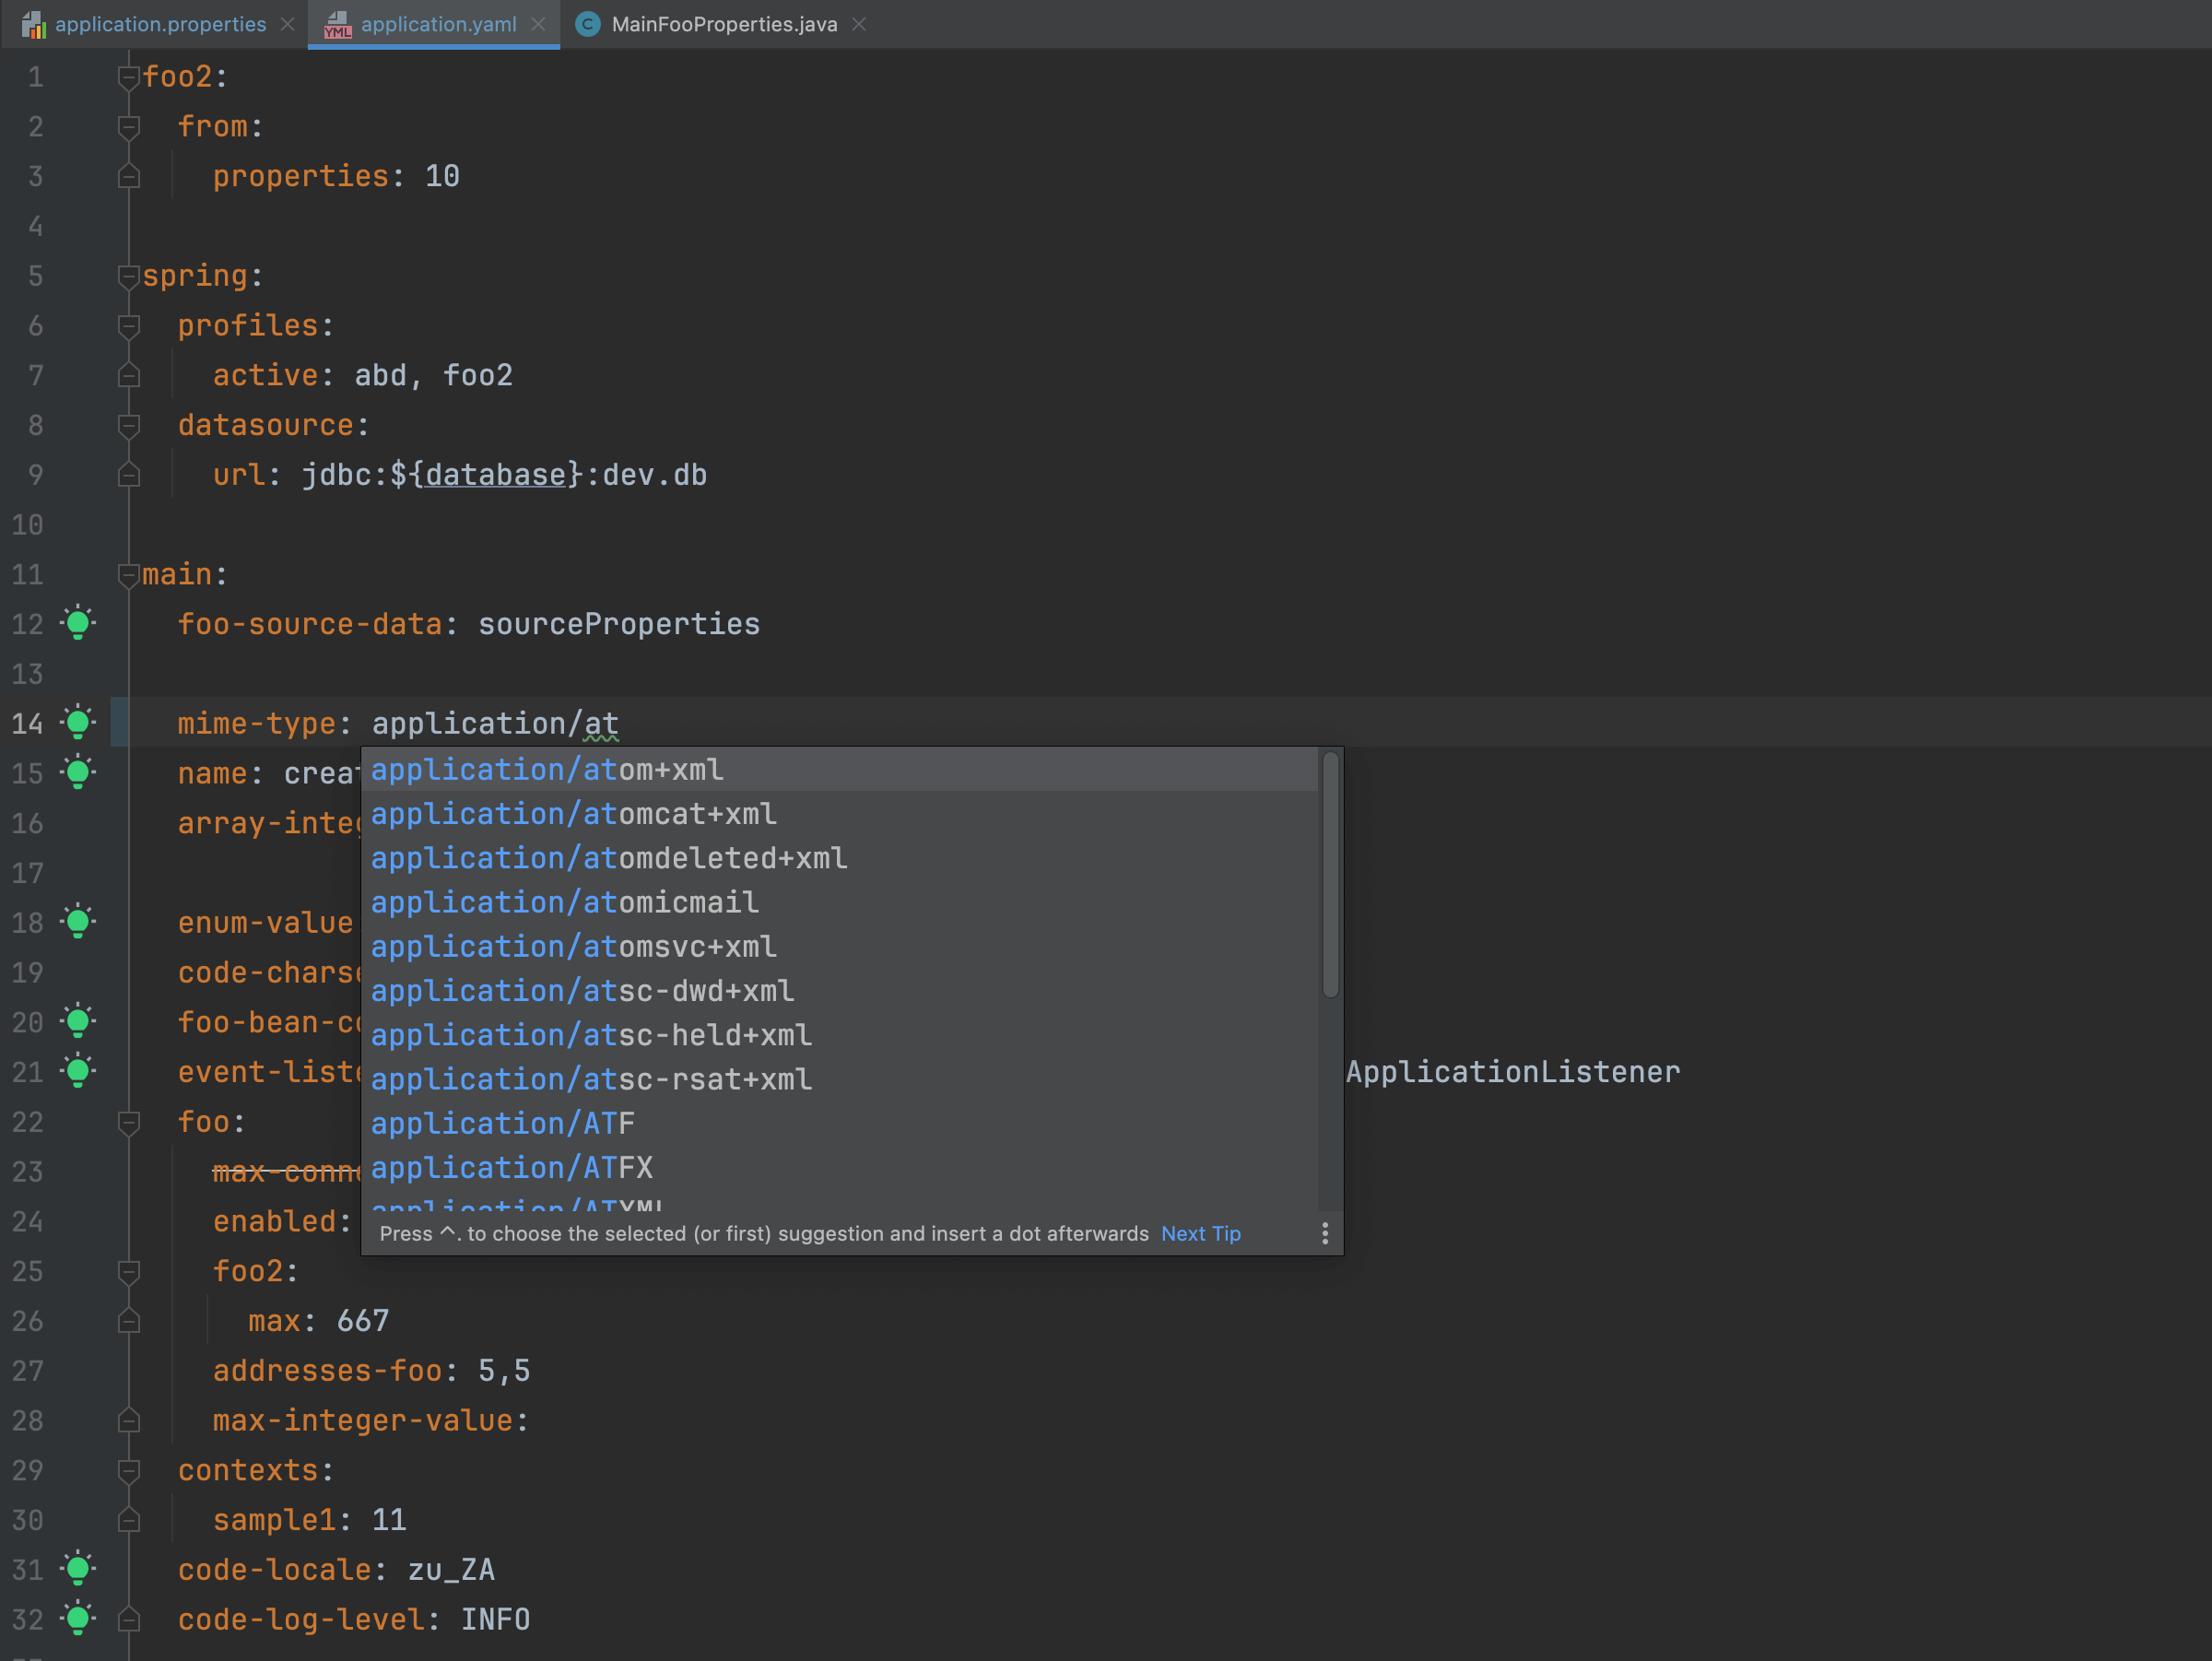 application.properties application.yaml MainFooProperties.java
1 foo2:
2 from:
3 properties: 10
4
5 spring:
6 profiles:
7 active: abd, foo2
8 datasource:
9 url: jdbc:${database}:dev.db
10
11 main:
12 foo-source-data: sourceProperties
13
14 mime-type: application/at
15 name: creat
application/atom+xml
application/atomcat+xml
16 array-integ
application/atomdeleted+xml
17
application/atomicmail
18 enum-value
application/atomsvc+xml
19 code-charse
application/atsc-dwd+xml
20 foo-bean-co
application/atsc-held+xml
21 event-liste ApplicationListener
application/atsc-rsat+xml
22 foo:
application/ATF
23 max-conne
application/ATFX
application/ATXML
24 enabled:
Press ^. to choose the selected (or first) suggestion and insert a dot afterwards Next Tip
25 foo2:
26 max: 667
27 addresses-foo: 5,5
28 max-integer-value:
29 contexts:
30 sample1: 11
31 code-locale: zu_ZA
32 code-log-level: INFO